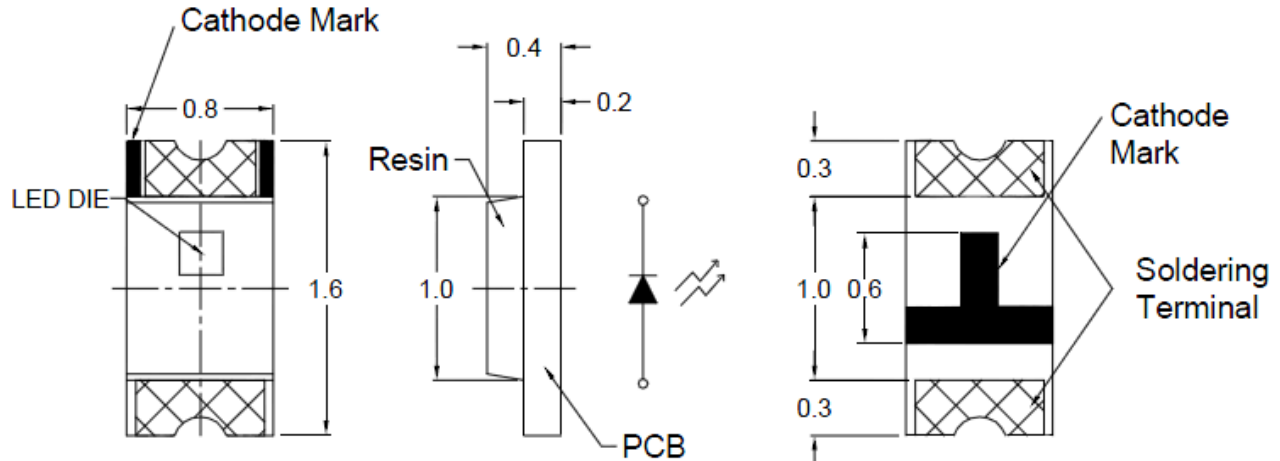 Cathode Mark
0.8
LED DIE
1.6
0.4
0.2
Resin
1.0
PCB
Cathode
Mark
0.3
1.0
0.6
0.3
Soldering
Terminal